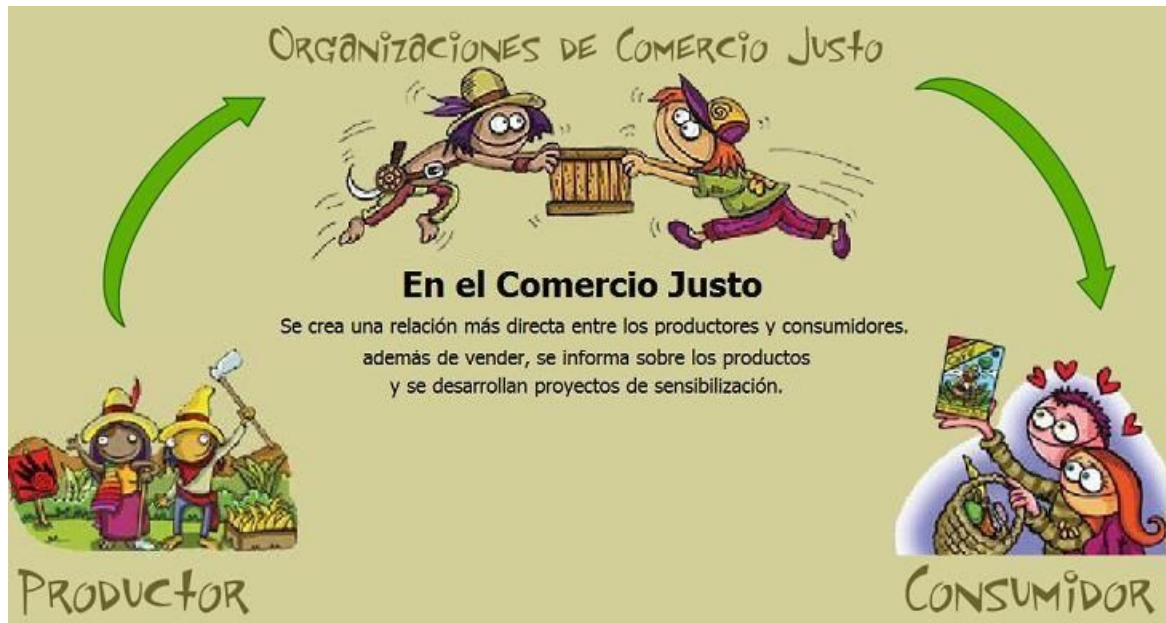 Organizaciones de Comercio Justo
En el Comercio Justo
Se crea una relación más directa entre los productores y consumidores.
además de vender, se informa sobre los productos
y se desarrollan proyectos de sensibilización.
Productor
Consumidor